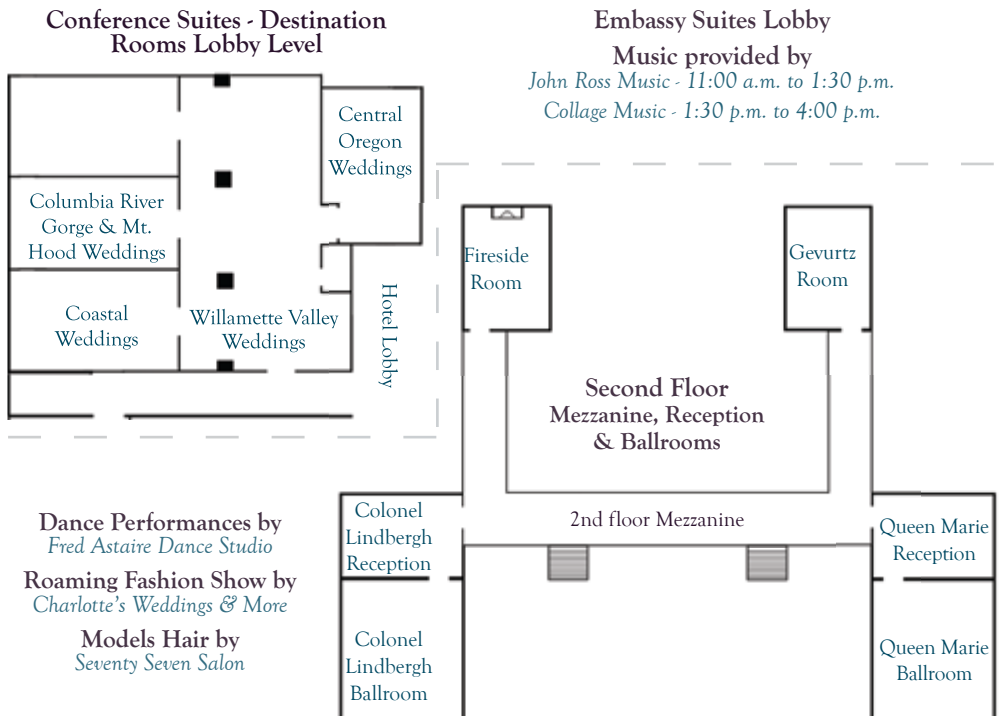 Conference Suites - Destination
Rooms Lobby Level
Embassy Suites Lobby
Music provided by
John Ross Music - 11:00 a.m. to 1:30 p.m.
Collage Music - 1:30 p.m. to 4:00 p.m.
Central
Oregon
Weddings
Columbia River
Gorge & Mt.
Hood Weddings
Coastal
Weddings
Willamette Valley
Weddings
Hotel Lobby
Fireside
Room
Gevurtz
Room
Second Floor
Mezzanine, Reception
& Ballrooms
2nd floor Mezzanine
Colonel
Lindbergh
Reception
Queen Marie
Reception
Colonel
Lindbergh
Ballroom
Queen Marie
Ballroom
Dance Performances by
Fred Astaire Dance Studio
Roaming Fashion Show by
Charlotte's Weddings & More
Models Hair by
Seventy Seven Salon